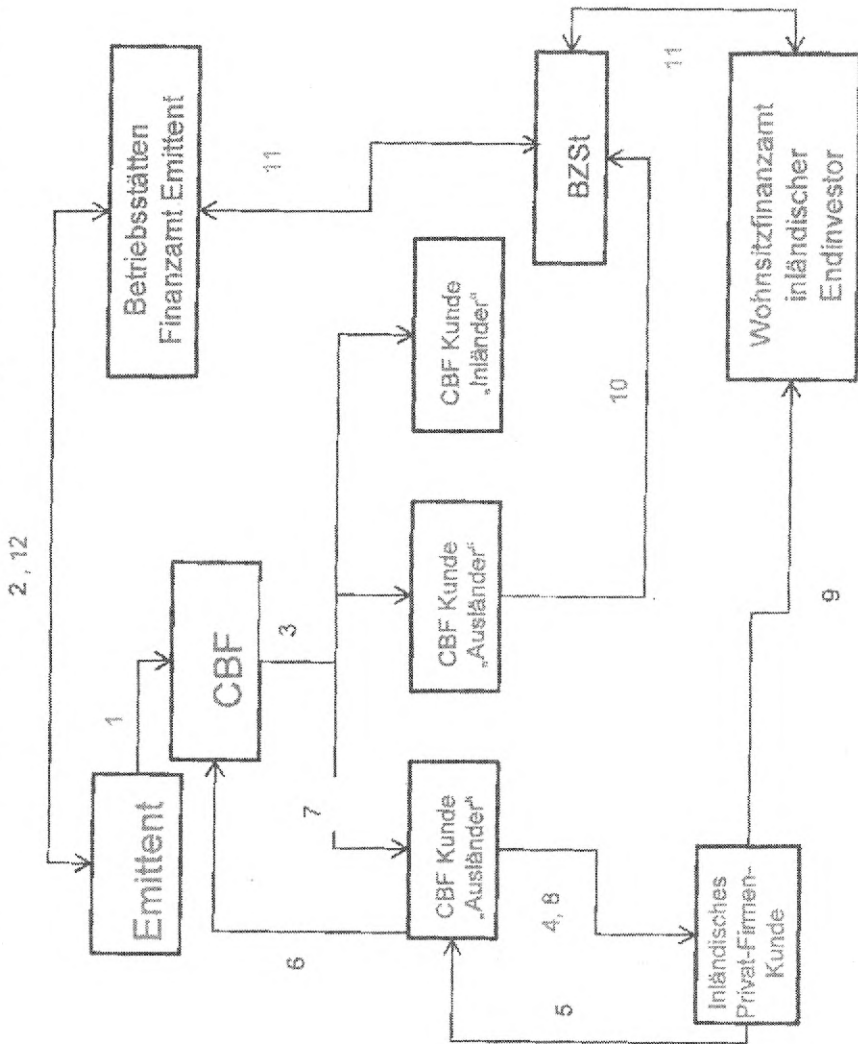 2 , 12
Emittent
1
Betriebsstätten
Finanzamt Emittent
CBF
3
11
6
7
CBF Kunde
„Ausländer“
CBF Kunde
„Ausländer“
CBF Kunde
„Inländer“
BZSt
5
4, 8
10
11
Inländisches
Privat-Firmen-
Kunde
9
Wohnsitzfinanzamt
inländischer
Endinvestor